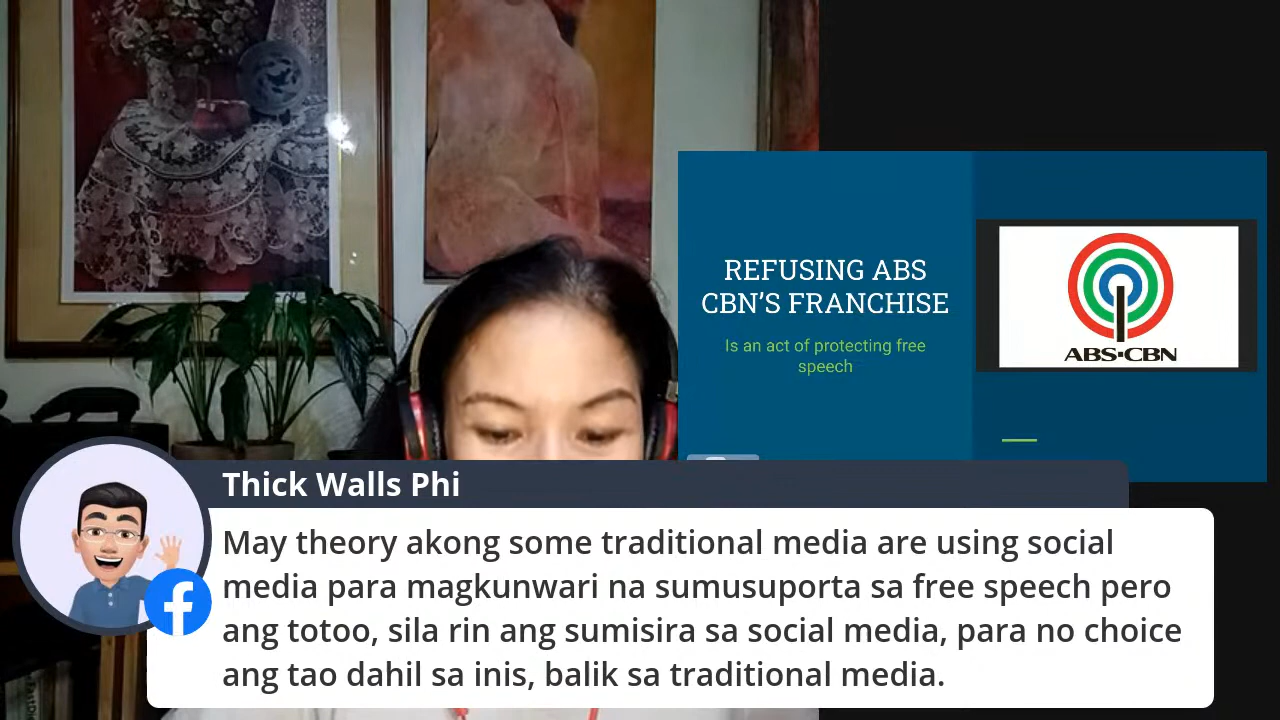 REFUSING ABS
CBN'S FRANCHISE
Is an act of protecting free
speech
ABS-CBN
Thick Walls Phi
May theory akong some traditional media are using social
media para magkunwari na sumusuporta sa free speech pero
ang totoo, sila rin ang sumisira sa social media, para no choice
ang tao dahil sa inis, balik sa traditional media.